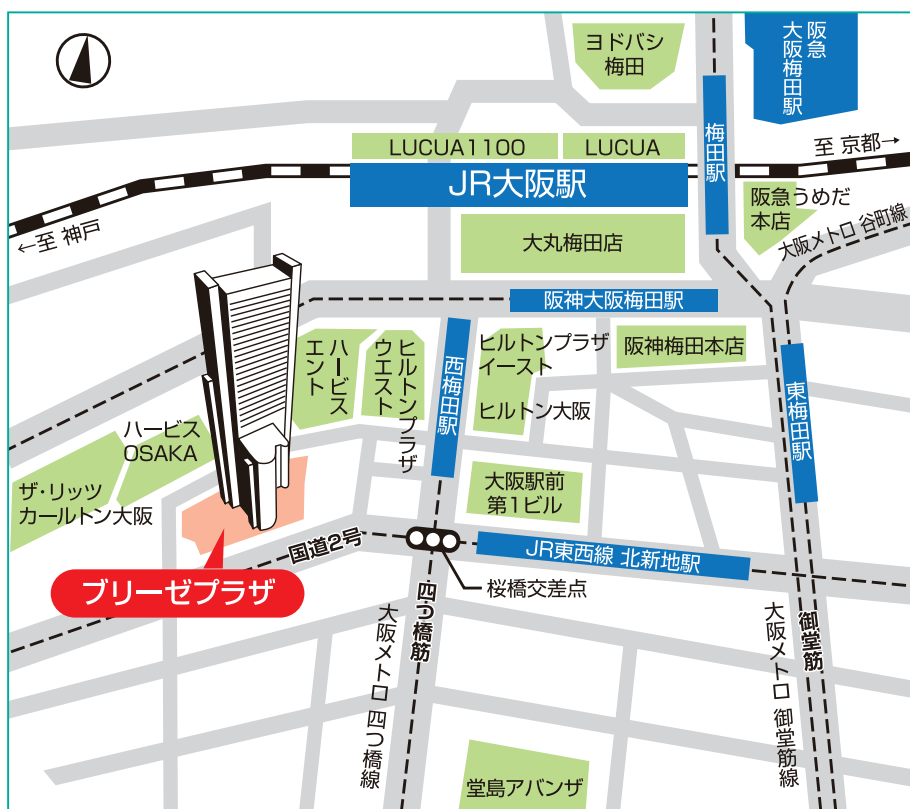 ヨドバシ
梅田
阪急
大阪梅田駅
梅田駅
至 京都→
LUCUA1100
LUCUA
JR大阪駅
阪急うめだ
本店
←至 神戸
大丸梅田店
大阪メトロ 谷町線
阪神大阪梅田駅
ハービス
エント
ヒルトンプラザ
ウエスト
西梅田駅
ヒルトンプラザ
イースト
ヒルトン大阪
阪神梅田本店
東梅田駅
ハービス
OSAKA
ザ・リッツ
カールトン大阪
大阪駅前
第1ビル
国道2号
JR東西線 北新地駅
桜橋交差点
ブリーゼプラザ
四つ橋筋
大阪メトロ 四つ橋線
御堂筋
大阪メトロ 御堂筋線
堂島アバンザ